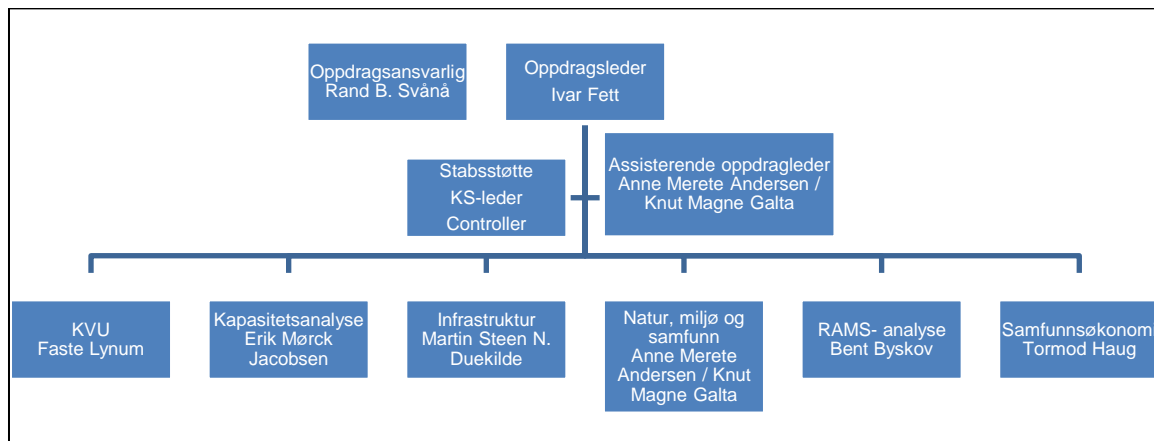 Oppdragsansvarlig
Rand B. Svånå
Oppdragsleder
Ivar Fett
Stabsstøtte
KS-leder
Controller
Assisterende oppdragleder
Anne Merete Andersen /
Knut Magne Galta
KVU
Faste Lynum
Kapasitetsanalyse
Erik Mørck
Jacobsen
Infrastruktur
Martin Steen N.
Duekilde
Natur, miljø og
samfunn
Anne Merete
Andersen / Knut
Magne Galta
RAMS- analyse
Bent Byskov
Samfunnsøkonomi
Tormod Haug